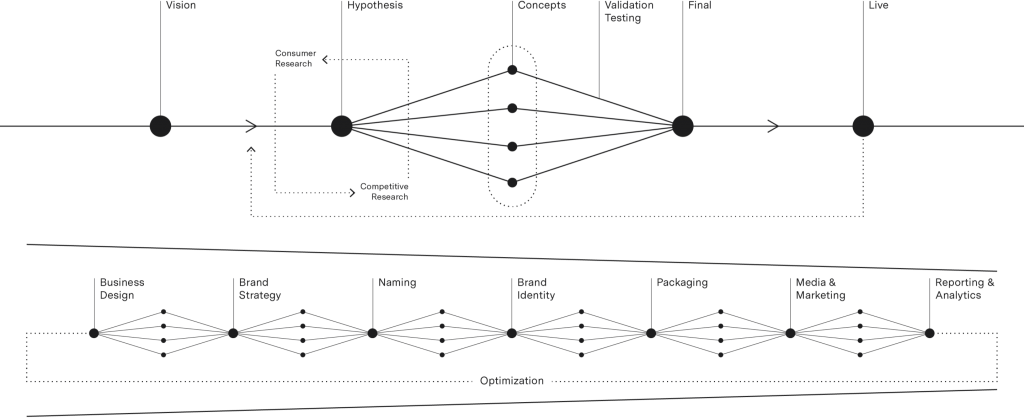 Vision
Hypothesis
Concepts
Validation
Testing
Final
Live
Consumer
Research
Competitive
Research
Business
Design
Brand
Strategy
Naming
Brand
Identity
Packaging
Media &
Marketing
Reporting &
Analytics
Optimization